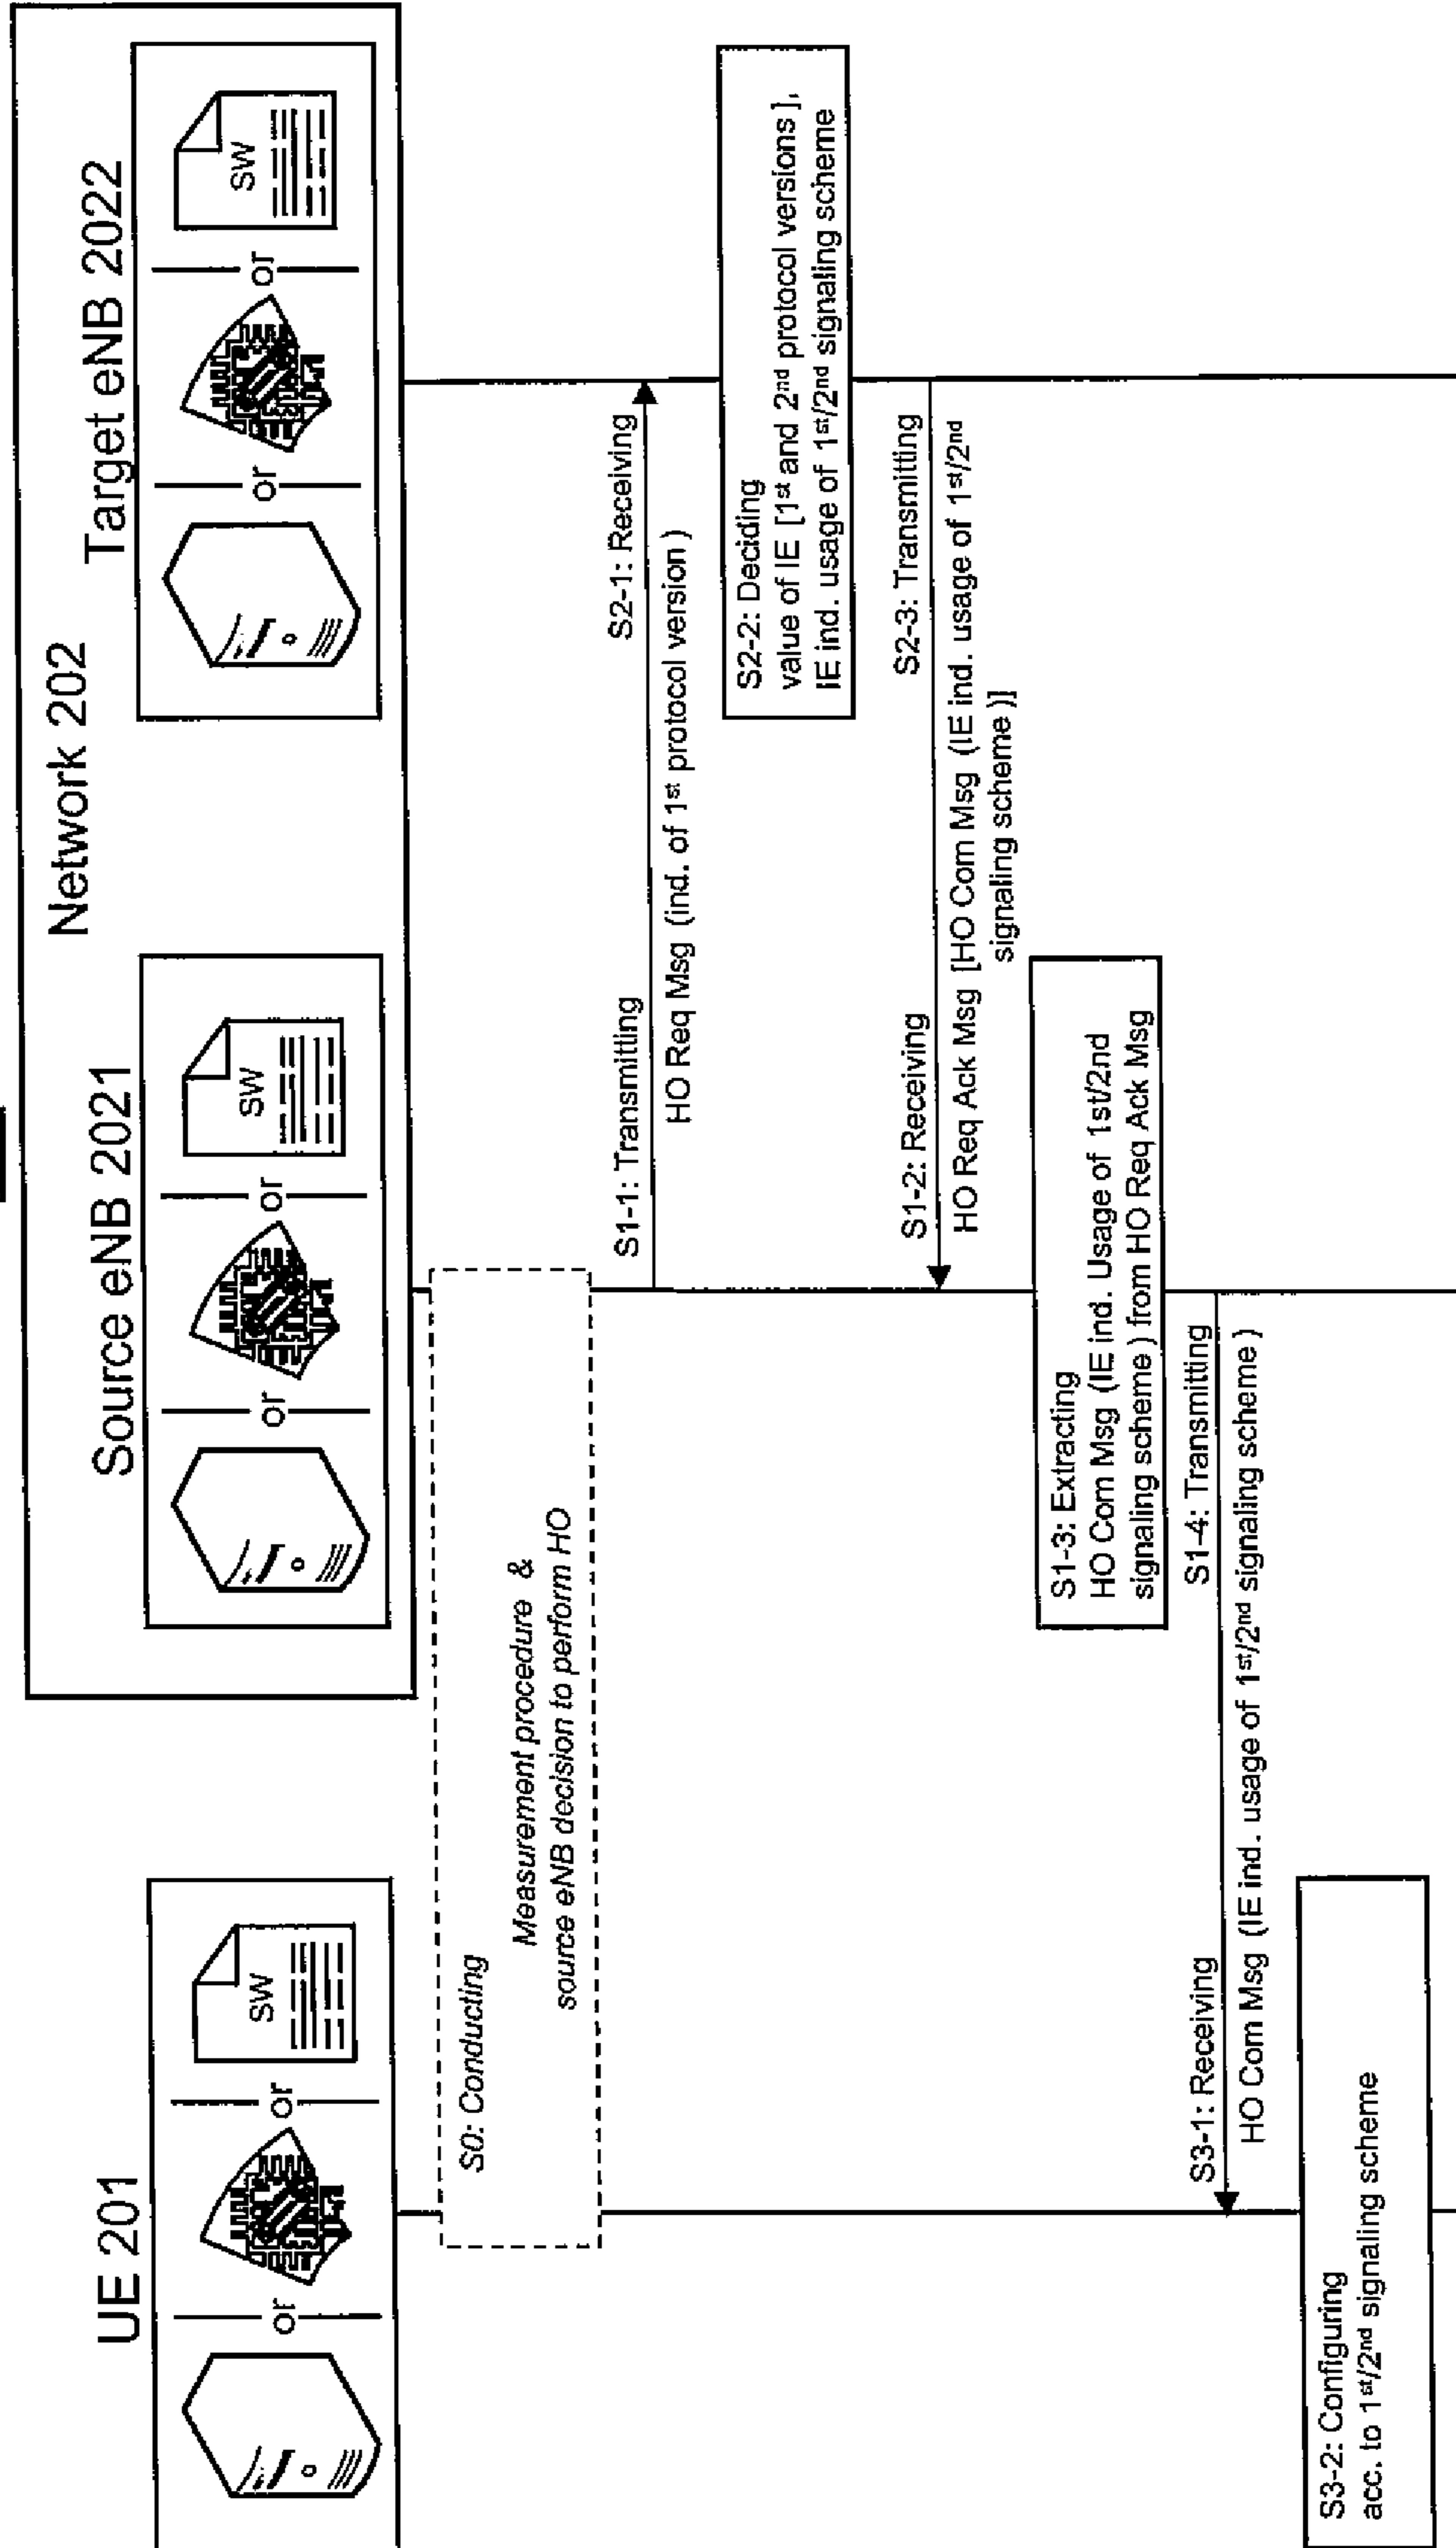 Network 202
UE 201
Source eNB 2021
Target eNB 2022
or
or
SW
or
or
SW
or
or
SW
S0: Conducting
Measurement procedure &
source eNB decision to perform HO
S1-1: Transmitting
S2-1: Receiving
HO Req Msg (ind. of 1st protocol version)
S2-2: Deciding
value of IE [1st and 2nd protocol versions],
IE ind. usage of 1st/2nd signaling scheme
S1-2: Receiving
S2-3: Transmitting
HO Req Ack Msg [HO Com Msg (IE ind. usage of 1st/2nd
signaling scheme)]
S1-3: Extracting
HO Com Msg (IE ind. Usage of 1st/2nd
signaling scheme) from HO Req Ack Msg
S3-1: Receiving
S1-4: Transmitting
HO Com Msg (IE ind. usage of 1st/2nd signaling scheme)
S3-2: Configuring
acc. to 1st/2nd signaling scheme